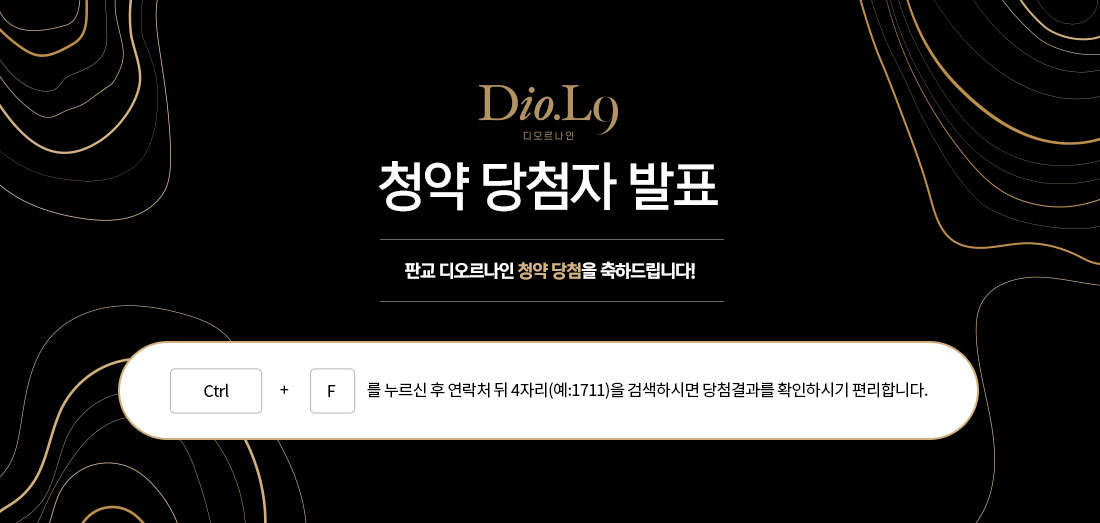 Dio.L9
디오르나인
청약 당첨자 발표
판교 디오르나인 청약 당첨을 축하드립니다!
Ctrl + F 를 누르신 후 연락처 뒤 4자리(예:1711)을 검색하시면 당첨결과를 확인하시기 편리합니다.